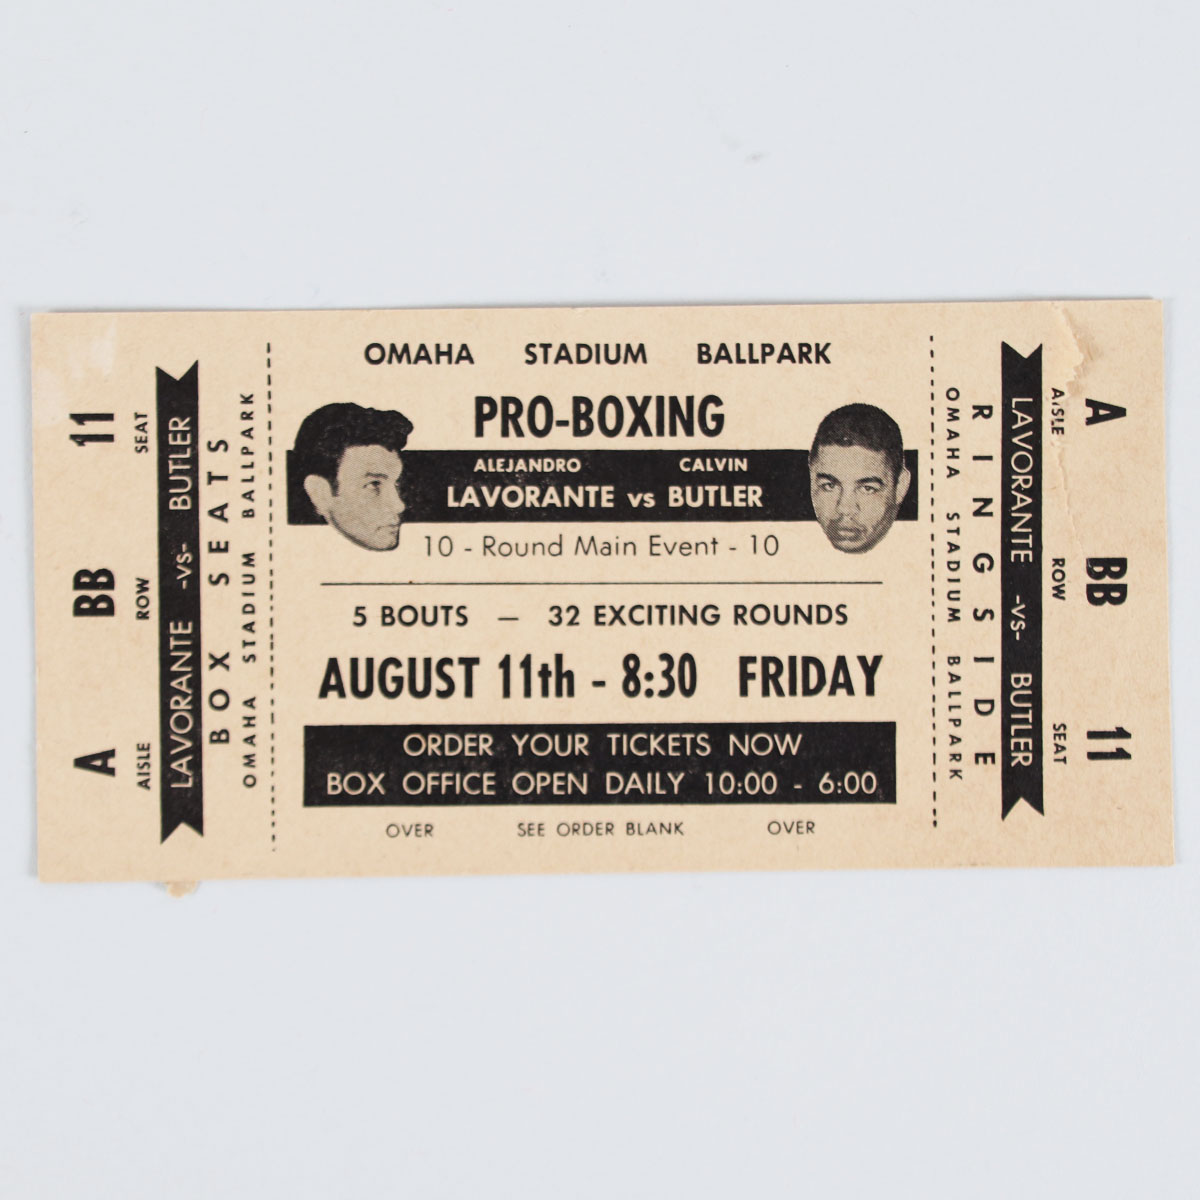 11 BB A
SEAT ROW AISLE
LAVORANTE -vs- BUTLER
BOX SEATS
OMAHA STADIUM BALLPARK
OMAHA STADIUM BALLPARK
PRO-BOXING
ALEJANDRO CALVIN
LAVORANTE vs BUTLER
10 - Round Main Event - 10
5 BOUTS — 32 EXCITING ROUNDS
AUGUST 11th - 8:30 FRIDAY
ORDER YOUR TICKETS NOW
BOX OFFICE OPEN DAILY 10:00 - 6:00
OVER SEE ORDER BLANK OVER
OMAHA STADIUM BALLPARK
RINGSIDE
LAVORANTE -vs- BUTLER
AISLE ROW SEAT
A BB 11